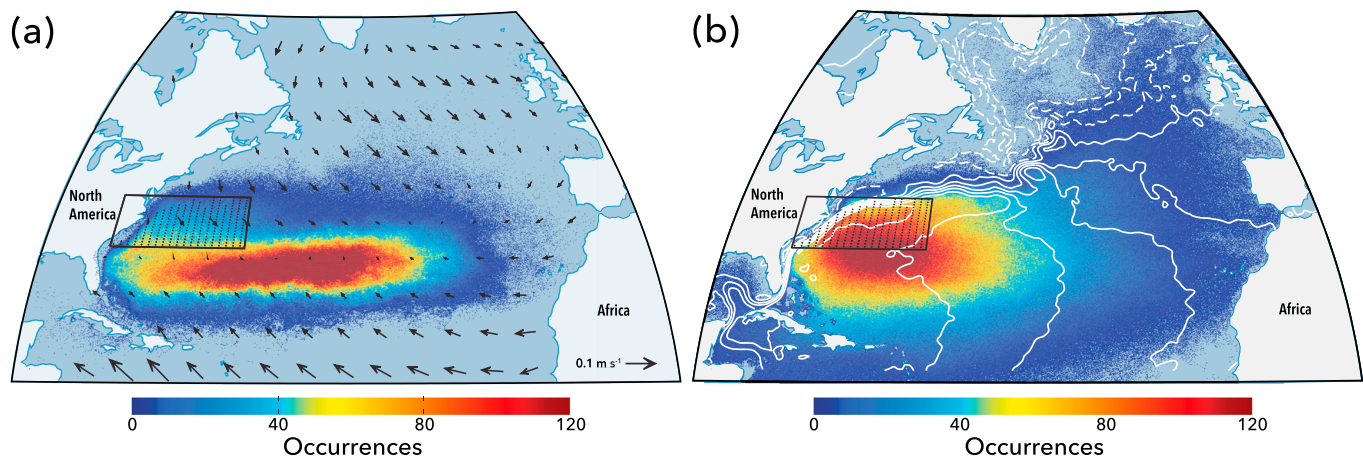 (a)
North
America
Africa
0.1 m s⁻¹
0
40
80
120
Occurrences
(b)
North
America
Africa
0
40
80
120
Occurrences